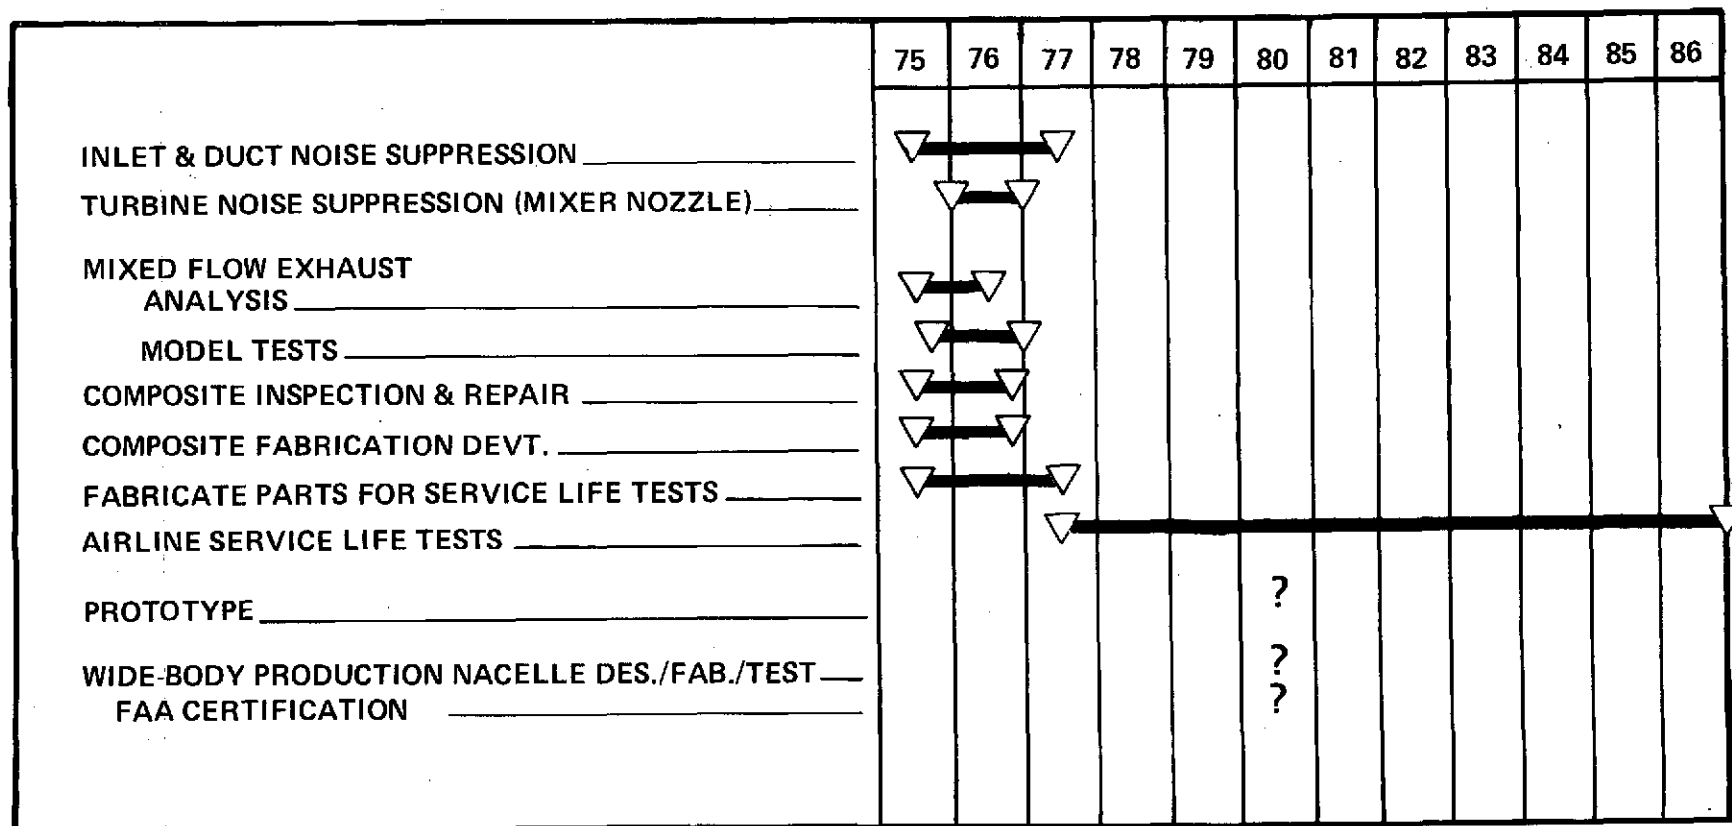 75 76 77 78 79 80 81 82 83 84 85 86
INLET & DUCT NOISE SUPPRESSION
TURBINE NOISE SUPPRESSION (MIXER NOZZLE)
MIXED FLOW EXHAUST
ANALYSIS
MODEL TESTS
COMPOSITE INSPECTION & REPAIR
COMPOSITE FABRICATION DEVT.
FABRICATE PARTS FOR SERVICE LIFE TESTS
AIRLINE SERVICE LIFE TESTS
PROTOTYPE ?
WIDE-BODY PRODUCTION NACELLE DES./FAB./TEST ?
FAA CERTIFICATION ?